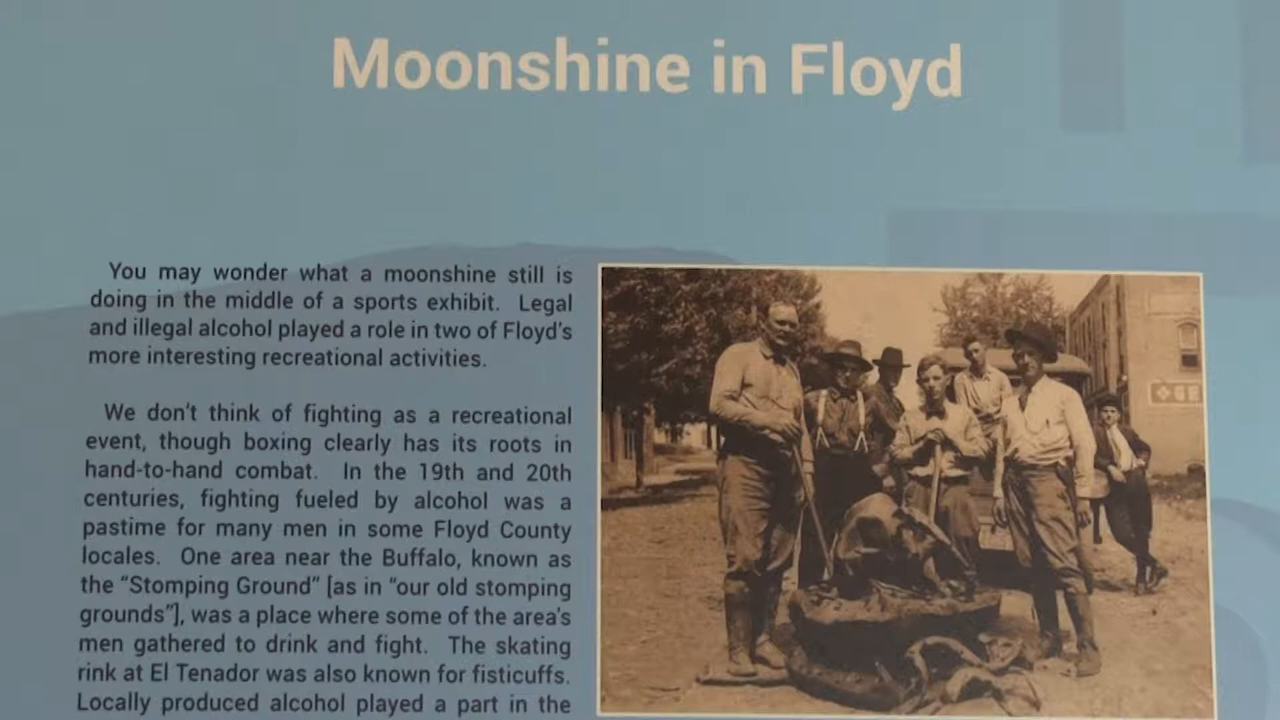 Moonshine in Floyd
You may wonder what a moonshine still is
doing in the middle of a sports exhibit. Legal
and illegal alcohol played a role in two of Floyd's
more interesting recreational activities.
We don't think of fighting as a recreational
event, though boxing clearly has its roots in
hand-to-hand combat. In the 19th and 20th
centuries, fighting fueled by alcohol was a
pastime for many men in some Floyd County
locales. One area near the Buffalo, known as
the "Stomping Ground" [as in "our old stomping
grounds"], was a place where some of the area's
men gathered to drink and fight. The skating
rink at El Tenador was also known for fisticuffs.
Locally produced alcohol played a part in the